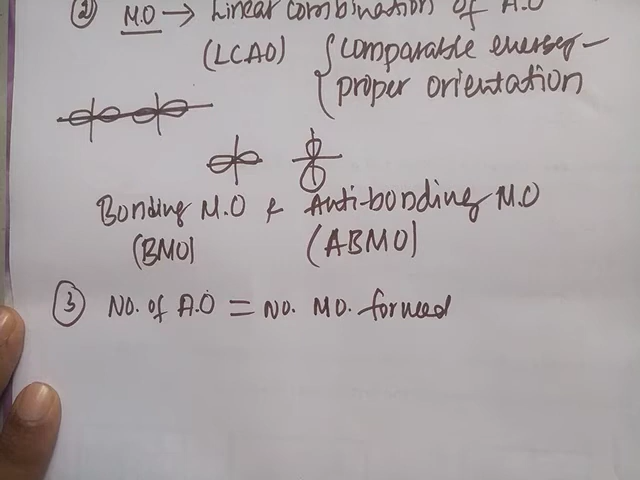 ② M.O → Linear combination of A.O
(LCAO) { comparable energy –
proper orientation
Bonding M.O & Anti-bonding M.O
(BMO) (ABMO)
③ No. of A.O = No. MO. formed